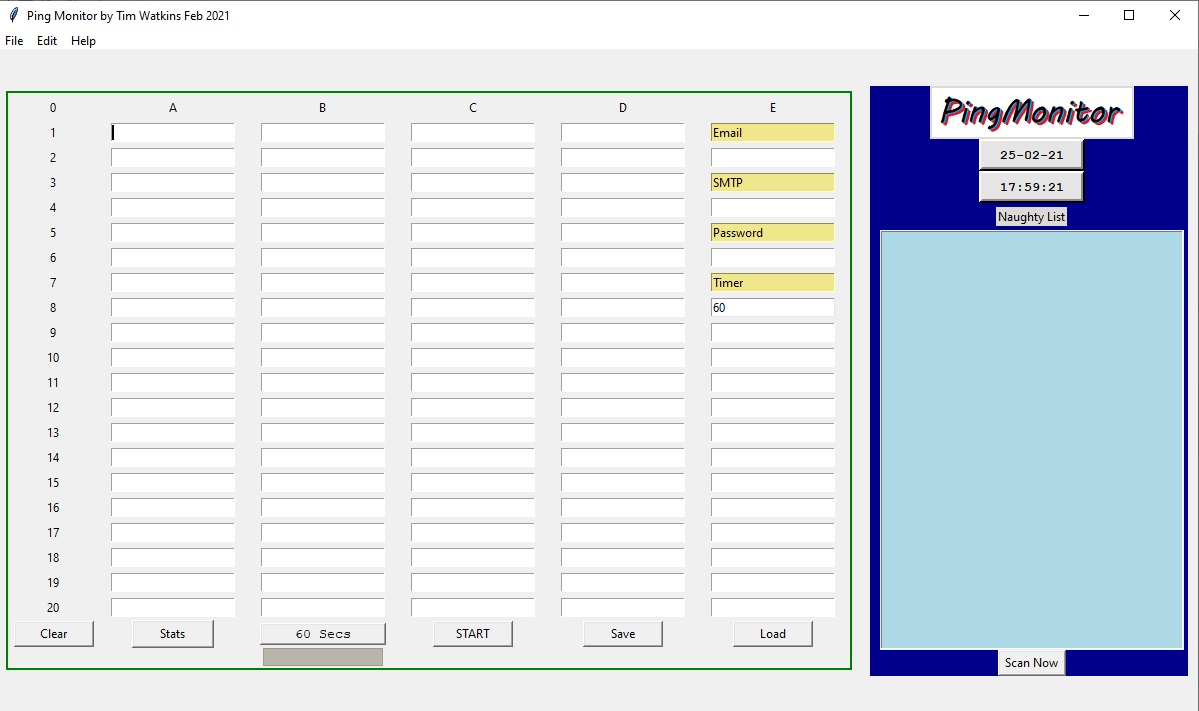 Ping Monitor by Tim Watkins Feb 2021
File Edit Help
0 A B C D E
1 Email
2
3 SMTP
4
5 Password
6
7 Timer
8 60
9
10
11
12
13
14
15
16
17
18
19
20
Clear Stats 60 Secs START Save Load
PingMonitor
25-02-21
17:59:21
Naughty List
Scan Now